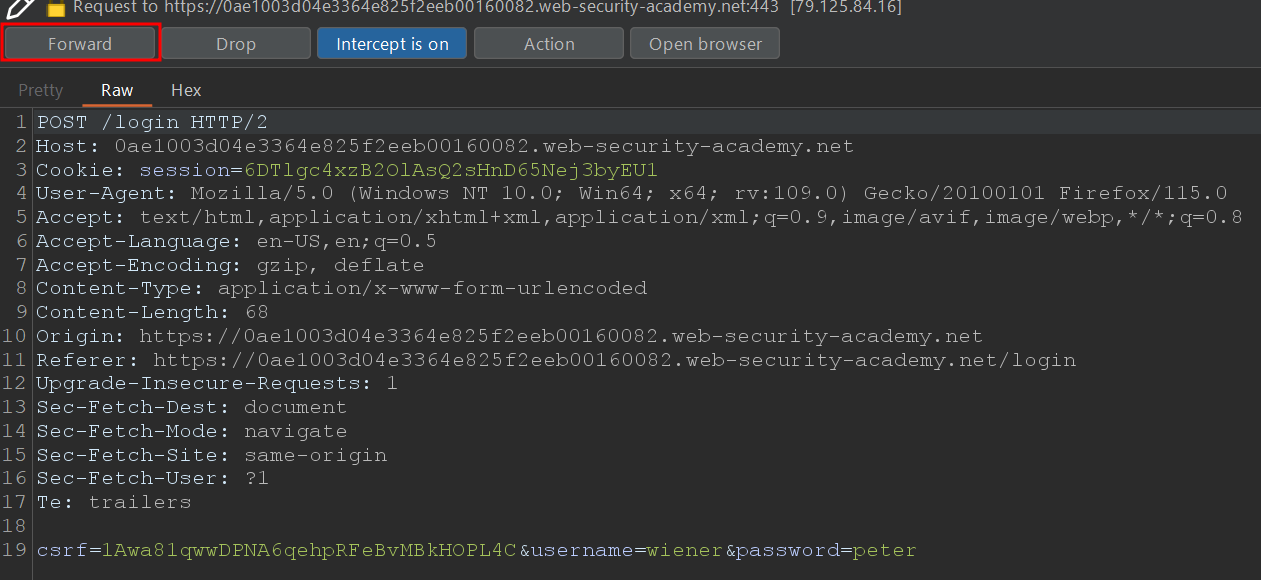 Request to https://0ae1003d04e3364e825f2eeb00160082.web-security-academy.net:443 [79.125.84.16]
Forward Drop Intercept is on Action Open browser
Pretty Raw Hex
1 POST /login HTTP/2
2 Host: 0ae1003d04e3364e825f2eeb00160082.web-security-academy.net
3 Cookie: session=6DTlgc4xzB2OlAsQ2sHnD65Nej3byEU1
4 User-Agent: Mozilla/5.0 (Windows NT 10.0; Win64; x64; rv:109.0) Gecko/20100101 Firefox/115.0
5 Accept: text/html,application/xhtml+xml,application/xml;q=0.9,image/avif,image/webp,*/*;q=0.8
6 Accept-Language: en-US,en;q=0.5
7 Accept-Encoding: gzip, deflate
8 Content-Type: application/x-www-form-urlencoded
9 Content-Length: 68
10 Origin: https://0ae1003d04e3364e825f2eeb00160082.web-security-academy.net
11 Referer: https://0ae1003d04e3364e825f2eeb00160082.web-security-academy.net/login
12 Upgrade-Insecure-Requests: 1
13 Sec-Fetch-Dest: document
14 Sec-Fetch-Mode: navigate
15 Sec-Fetch-Site: same-origin
16 Sec-Fetch-User: ?1
17 Te: trailers
18
19 csrf=1Awa81qwwDPNA6qehpRFeBvMBkHOPL4C&username=wiener&password=peter